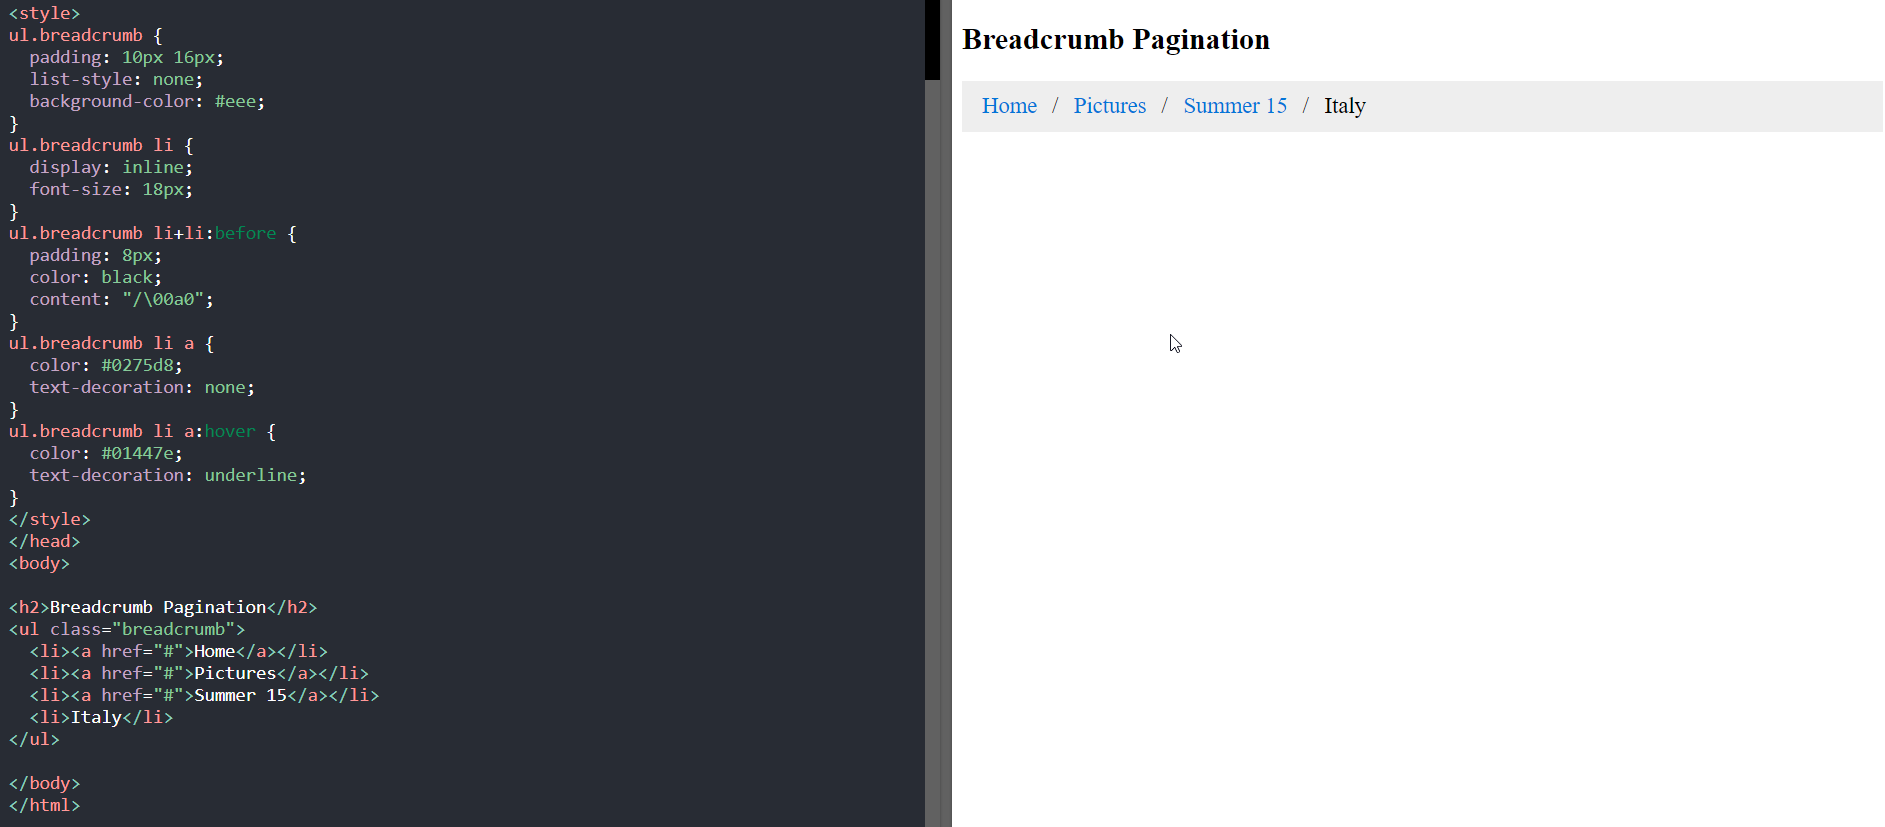 <style>
ul.breadcrumb {
  padding: 10px 16px;
  list-style: none;
  background-color: #eee;
}
ul.breadcrumb li {
  display: inline;
  font-size: 18px;
}
ul.breadcrumb li+li:before {
  padding: 8px;
  color: black;
  content: "/\00a0";
}
ul.breadcrumb li a {
  color: #0275d8;
  text-decoration: none;
}
ul.breadcrumb li a:hover {
  color: #01447e;
  text-decoration: underline;
}
</style>
</head>
<body>

<h2>Breadcrumb Pagination</h2>
<ul class="breadcrumb">
  <li><a href="#">Home</a></li>
  <li><a href="#">Pictures</a></li>
  <li><a href="#">Summer 15</a></li>
  <li>Italy</li>
</ul>

</body>
</html>
Breadcrumb Pagination
Home / Pictures / Summer 15 / Italy